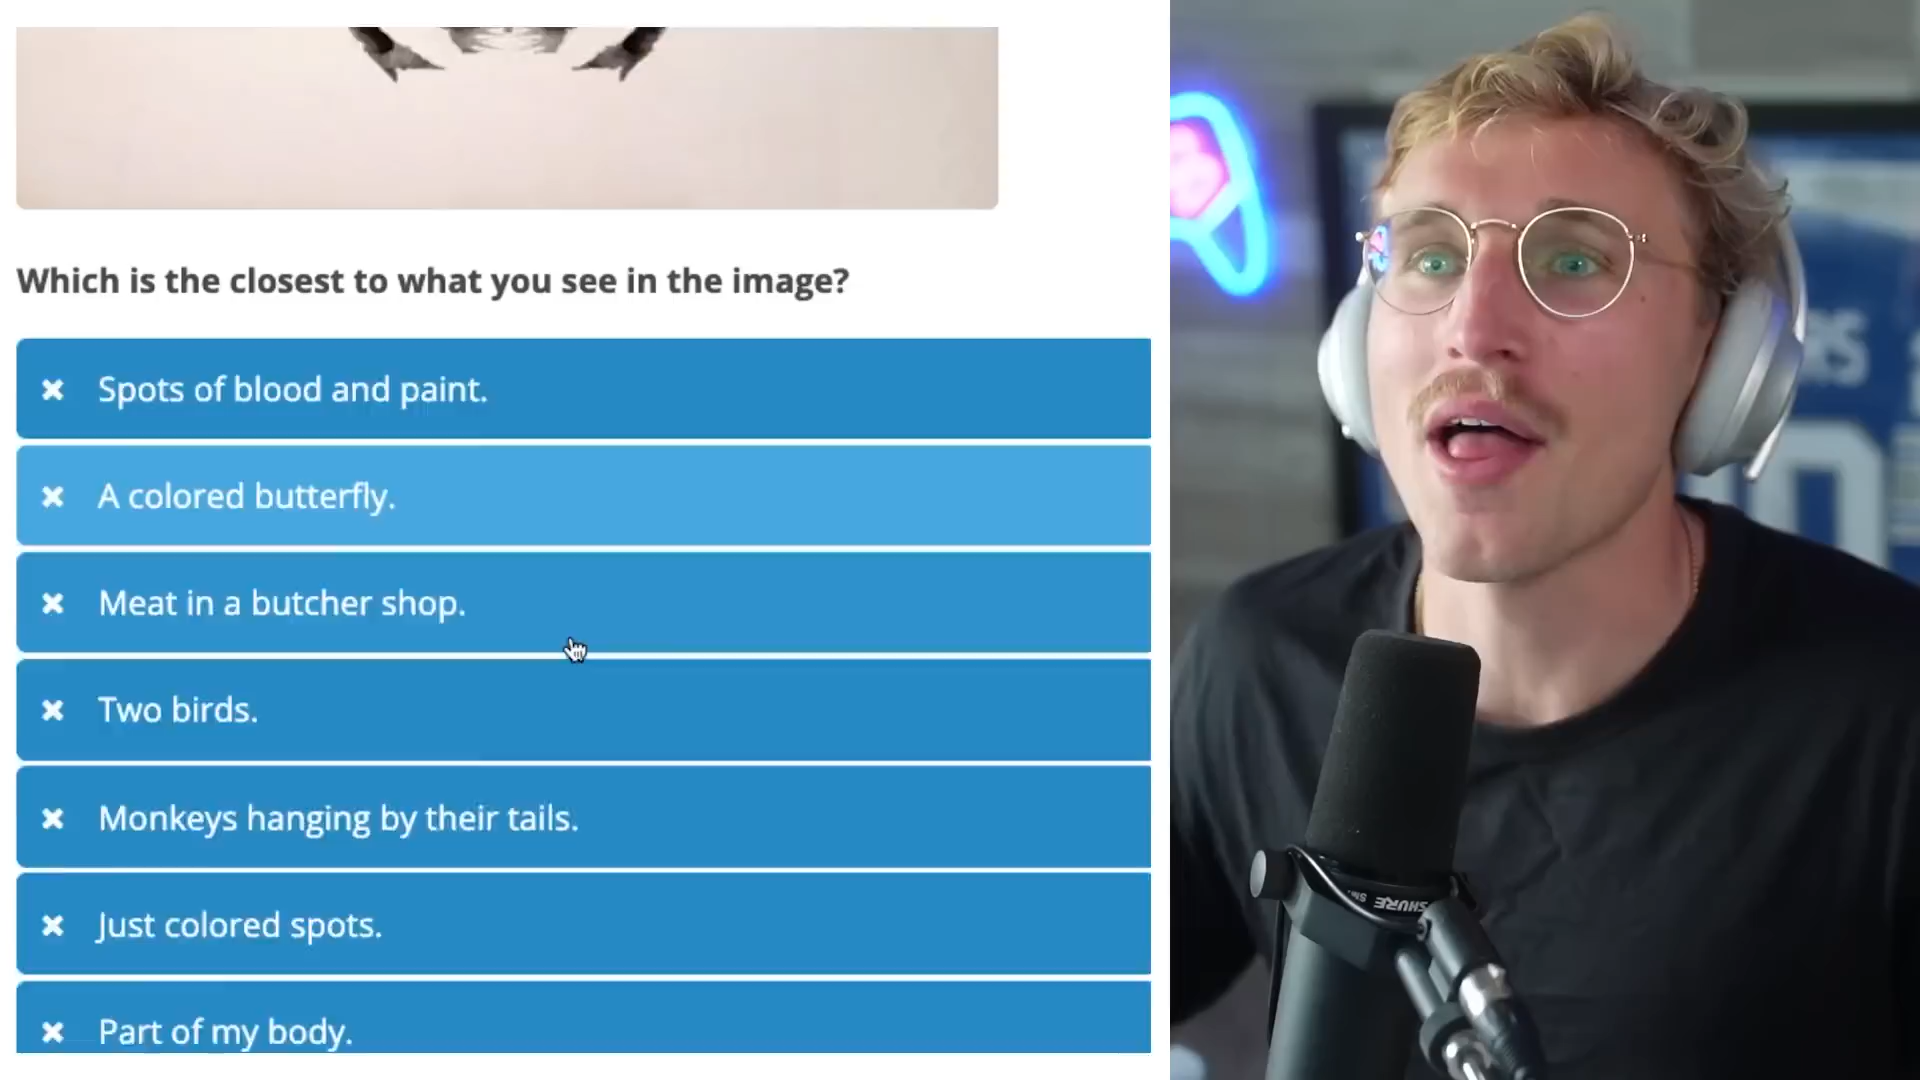 Which is the closest to what you see in the image?
Spots of blood and paint.
A colored butterfly.
Meat in a butcher shop.
Two birds.
Monkeys hanging by their tails.
Just colored spots.
Part of my body.
SHURE